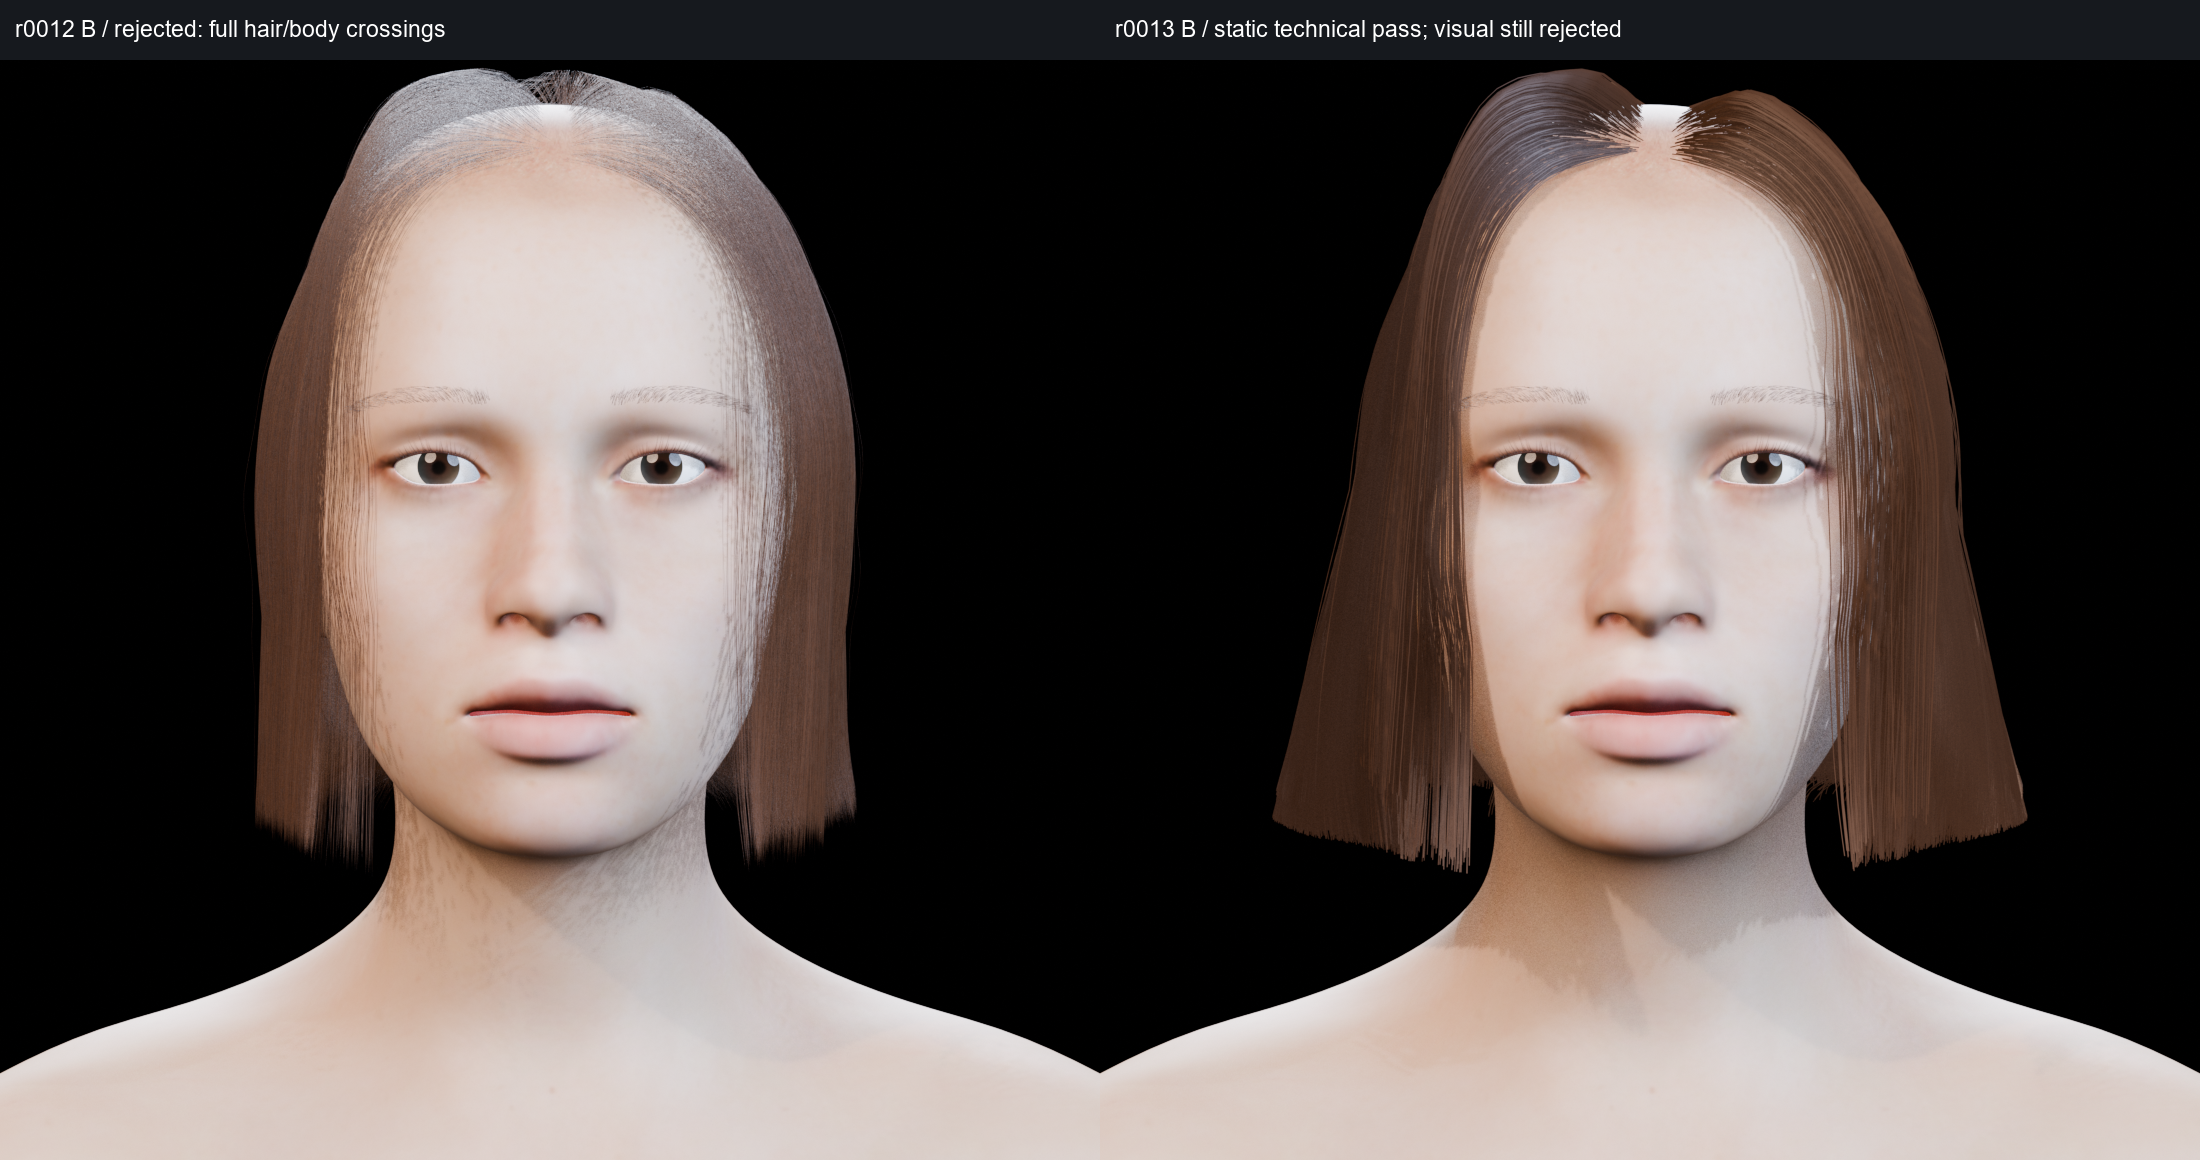 r0012 B / rejected: full hair/body crossings
r0013 B / static technical pass; visual still rejected